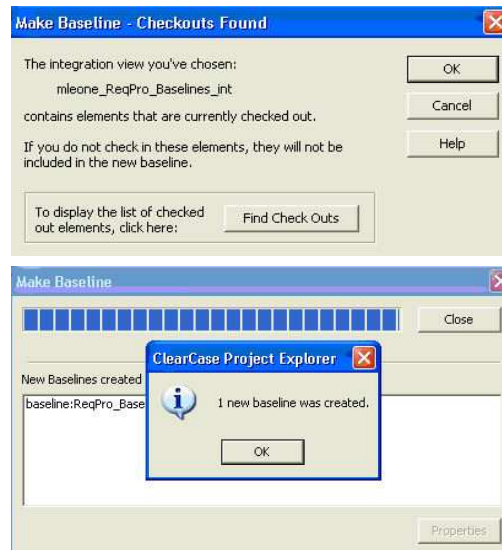 Make Baseline - Checkouts Found
The integration view you've chosen:
mleone_ReqPro_Baselines_int
contains elements that are currently checked out.
If you do not check in these elements, they will not be
included in the new baseline.
To display the list of checked
out elements, click here:
Find Check Outs
OK
Cancel
Help
Make Baseline
Close
New Baselines created
baseline:ReqPro_Base
ClearCase Project Explorer
1 new baseline was created.
OK
Properties